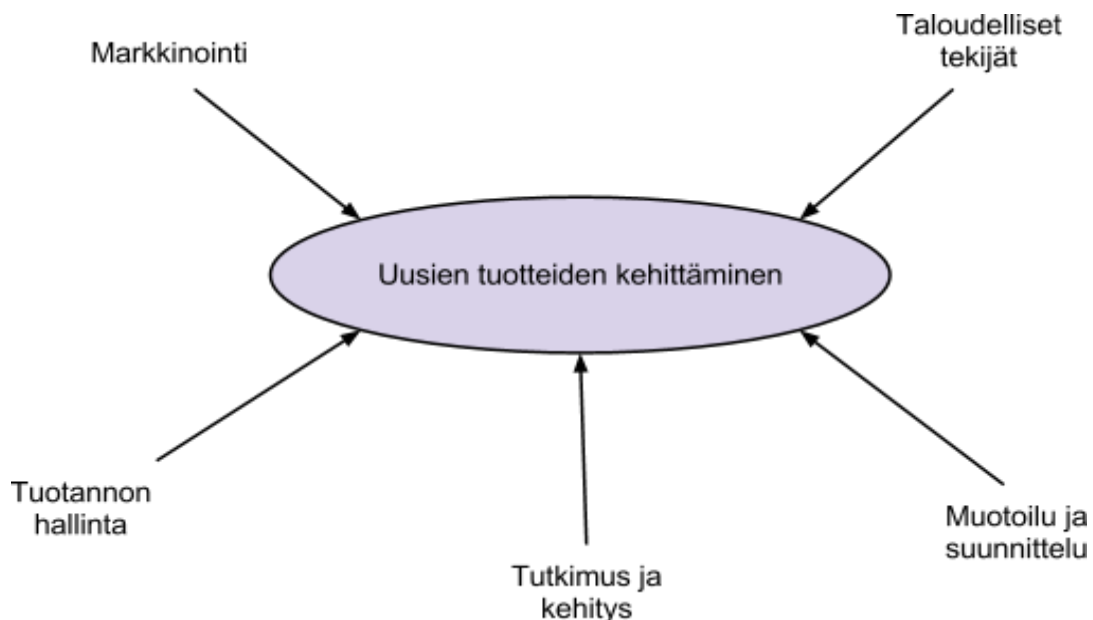 Markkinointi
Taloudelliset
tekijät
Uusien tuotteiden kehittäminen
Tuotannon
hallinta
Tutkimus ja
kehitys
Muotoilu ja
suunnittelu